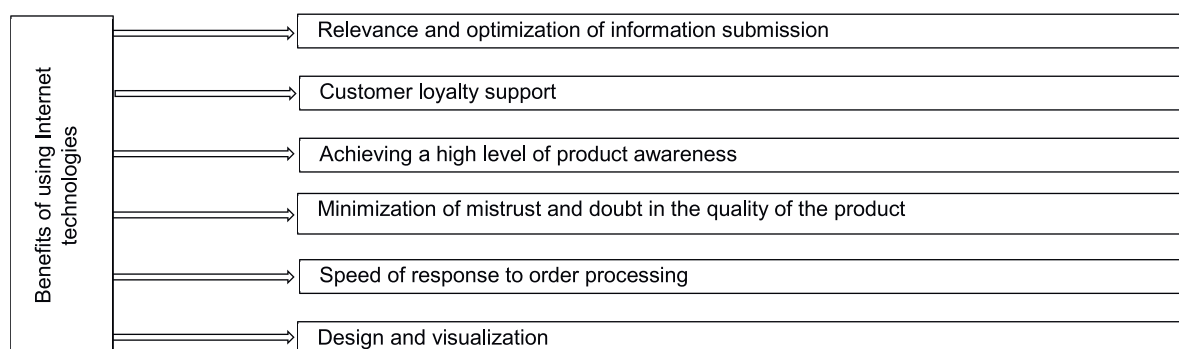 Benefits of using Internet
technologies
Relevance and optimization of information submission
Customer loyalty support
Achieving a high level of product awareness
Minimization of mistrust and doubt in the quality of the product
Speed of response to order processing
Design and visualization